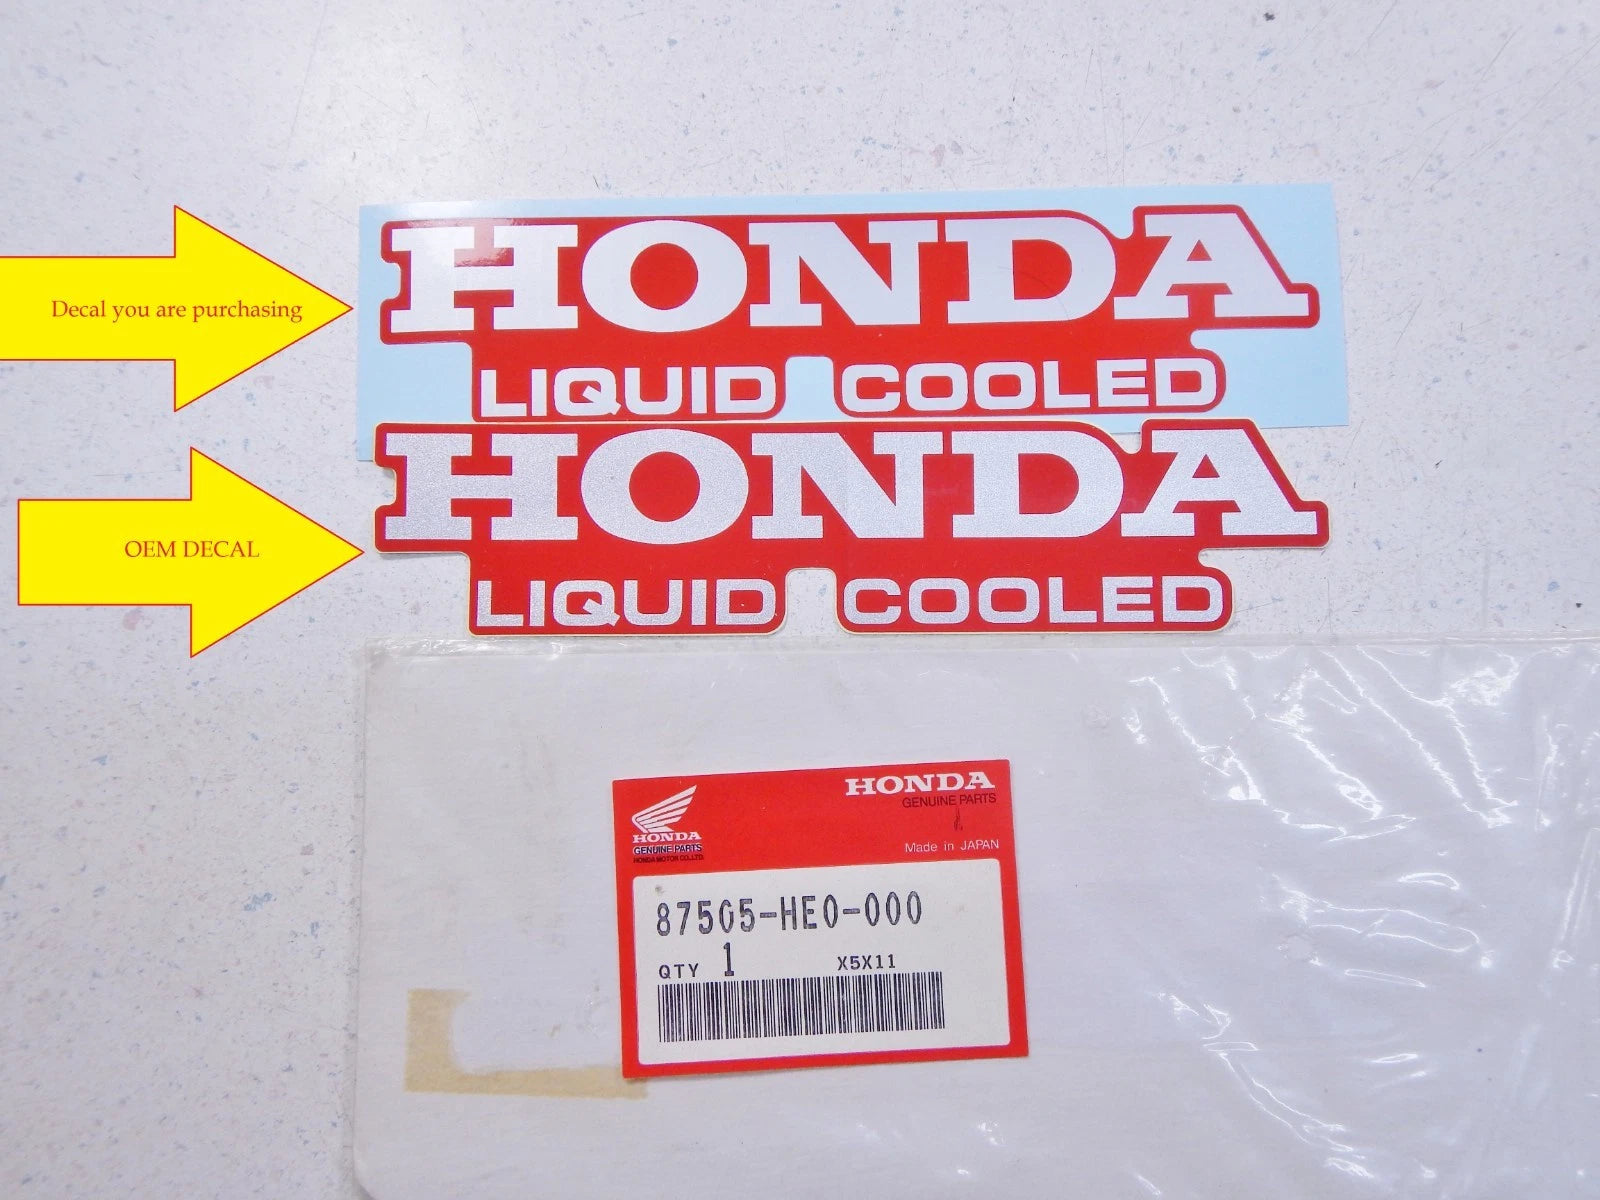 Decal you are purchasing
HONDA
LIQUID COOLED
OEM DECAL
HONDA
LIQUID COOLED
HONDA
GENUINE PARTS
HONDA MOTOR CO.,LTD.
HONDA
GENUINE PARTS
1
Made in JAPAN
87505-HE0-000
QTY 1 X5X11